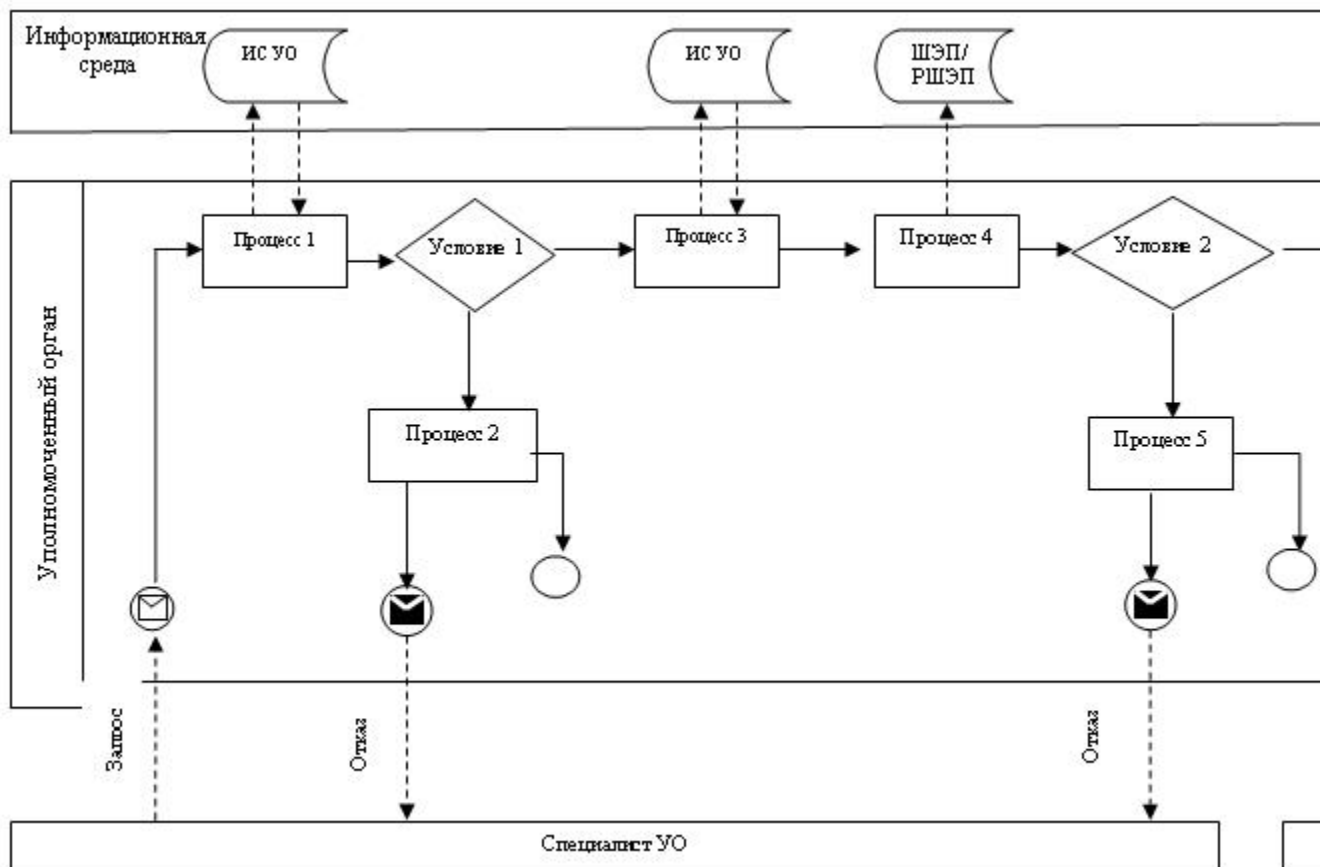 Информационная
среда
ИС УО
ИС УО
ШЭП/
РШЭП
Уполномоченный орган
Процесс 1
Условие 1
Процесс 3
Процесс 4
Условие 2
Процесс 2
Процесс 5
Запрос
Отказ
Отказ
Специалист УО